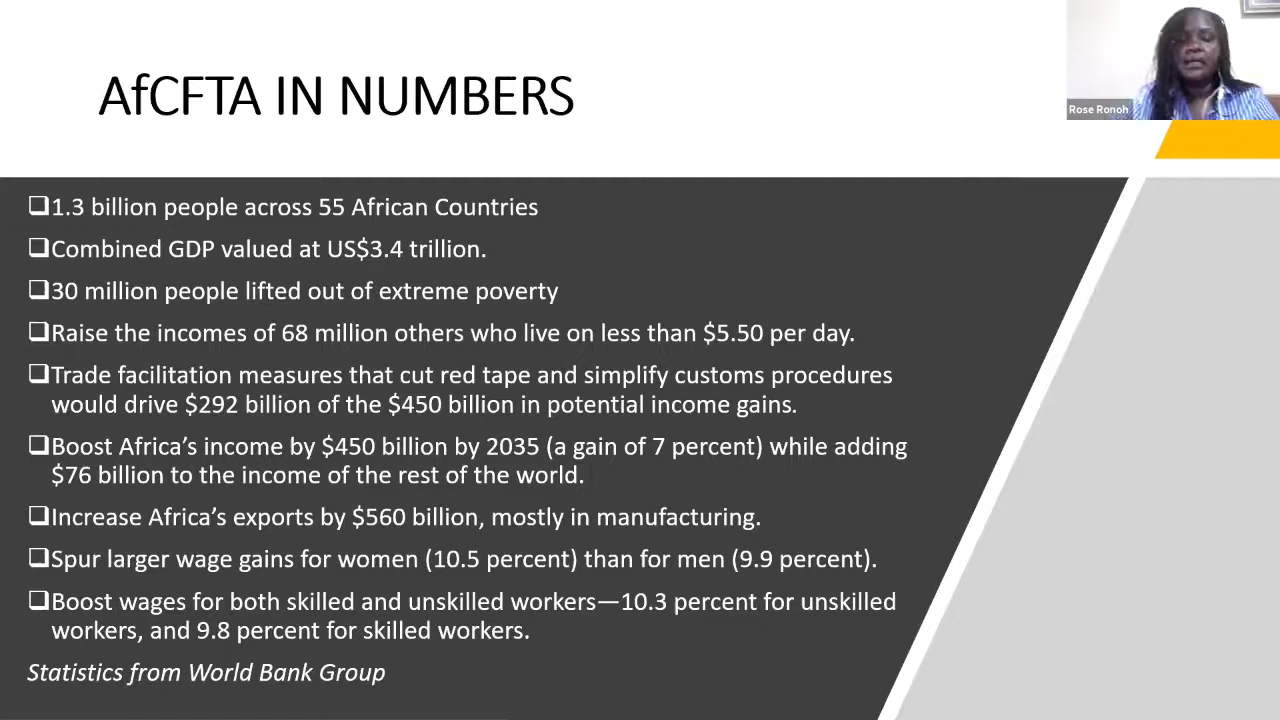 AfCFTA IN NUMBERS
Rose Ronoh
❑1.3 billion people across 55 African Countries
❑Combined GDP valued at US$3.4 trillion.
❑30 million people lifted out of extreme poverty
❑Raise the incomes of 68 million others who live on less than $5.50 per day.
❑Trade facilitation measures that cut red tape and simplify customs procedures
would drive $292 billion of the $450 billion in potential income gains.
❑Boost Africa’s income by $450 billion by 2035 (a gain of 7 percent) while adding
$76 billion to the income of the rest of the world.
❑Increase Africa’s exports by $560 billion, mostly in manufacturing.
❑Spur larger wage gains for women (10.5 percent) than for men (9.9 percent).
❑Boost wages for both skilled and unskilled workers—10.3 percent for unskilled
workers, and 9.8 percent for skilled workers.
Statistics from World Bank Group